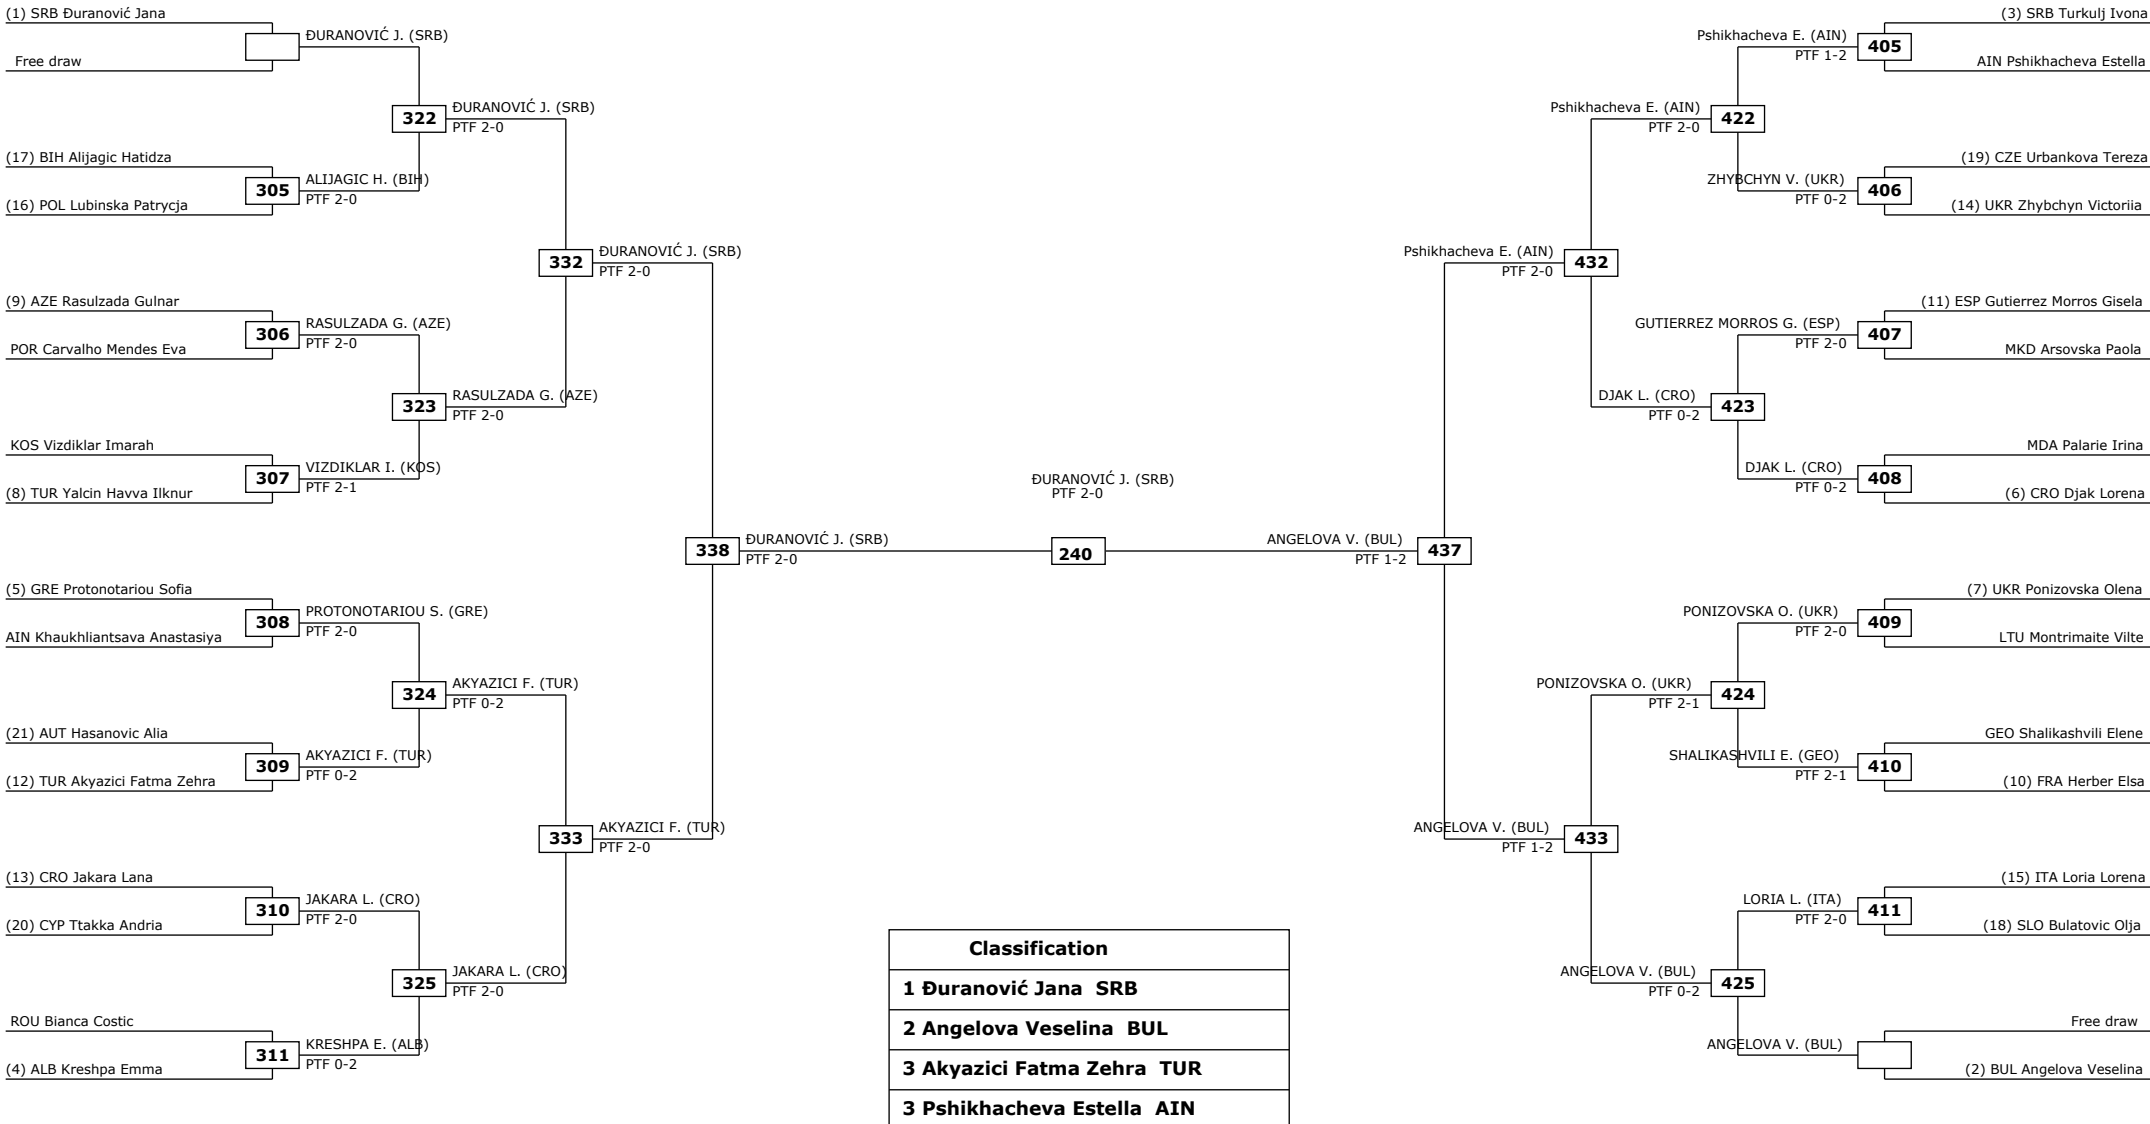 (1) SRB Đuranović Jana
ĐURANOVIĆ J. (SRB)
Free draw
322
ĐURANOVIĆ J. (SRB)
PTF 2-0
(17) BIH Alijagic Hatidza
305
ALIJAGIC H. (BIH)
PTF 2-0
(16) POL Lubinska Patrycja
332
ĐURANOVIĆ J. (SRB)
PTF 2-0
(9) AZE Rasulzada Gulnar
306
RASULZADA G. (AZE)
PTF 2-0
POR Carvalho Mendes Eva
323
RASULZADA G. (AZE)
PTF 2-0
KOS Vizdiklar Imarah
307
VIZDIKLAR I. (KOS)
PTF 2-1
(8) TUR Yalcin Havva Ilknur
338
ĐURANOVIĆ J. (SRB)
PTF 2-0
(5) GRE Protonotariou Sofia
308
PROTONOTARIOU S. (GRE)
PTF 2-0
AIN Khaukhliantsava Anastasiya
324
AKYAZICI F. (TUR)
PTF 0-2
(21) AUT Hasanovic Alia
309
AKYAZICI F. (TUR)
PTF 0-2
(12) TUR Akyazici Fatma Zehra
333
AKYAZICI F. (TUR)
PTF 2-0
(13) CRO Jakara Lana
310
JAKARA L. (CRO)
PTF 2-0
(20) CYP Ttakka Andria
325
JAKARA L. (CRO)
PTF 2-0
ROU Bianca Costic
311
KRESHPA E. (ALB)
PTF 0-2
(4) ALB Kreshpa Emma
ĐURANOVIĆ J. (SRB)
PTF 2-0
240
(3) SRB Turkulj Ivona
Pshikhacheva E. (AIN)
PTF 1-2
405
AIN Pshikhacheva Estella
Pshikhacheva E. (AIN)
PTF 2-0
422
(19) CZE Urbankova Tereza
ZHYBCHYN V. (UKR)
PTF 0-2
406
(14) UKR Zhybchyn Victoriia
Pshikhacheva E. (AIN)
PTF 2-0
432
(11) ESP Gutierrez Morros Gisela
GUTIERREZ MORROS G. (ESP)
PTF 2-0
407
MKD Arsovska Paola
DJAK L. (CRO)
PTF 0-2
423
MDA Palarie Irina
DJAK L. (CRO)
PTF 0-2
408
(6) CRO Djak Lorena
ANGELOVA V. (BUL)
PTF 1-2
437
(7) UKR Ponizovska Olena
PONIZOVSKA O. (UKR)
PTF 2-0
409
LTU Montrimaite Vilte
PONIZOVSKA O. (UKR)
PTF 2-1
424
GEO Shalikashvili Elene
SHALIKASHVILI E. (GEO)
PTF 2-1
410
(10) FRA Herber Elsa
ANGELOVA V. (BUL)
PTF 1-2
433
(15) ITA Loria Lorena
LORIA L. (ITA)
PTF 2-0
411
(18) SLO Bulatovic Olja
ANGELOVA V. (BUL)
PTF 0-2
425
Free draw
ANGELOVA V. (BUL)
(2) BUL Angelova Veselina
Classification
1 Đuranović Jana SRB
2 Angelova Veselina BUL
3 Akyazici Fatma Zehra TUR
3 Pshikhacheva Estella AIN